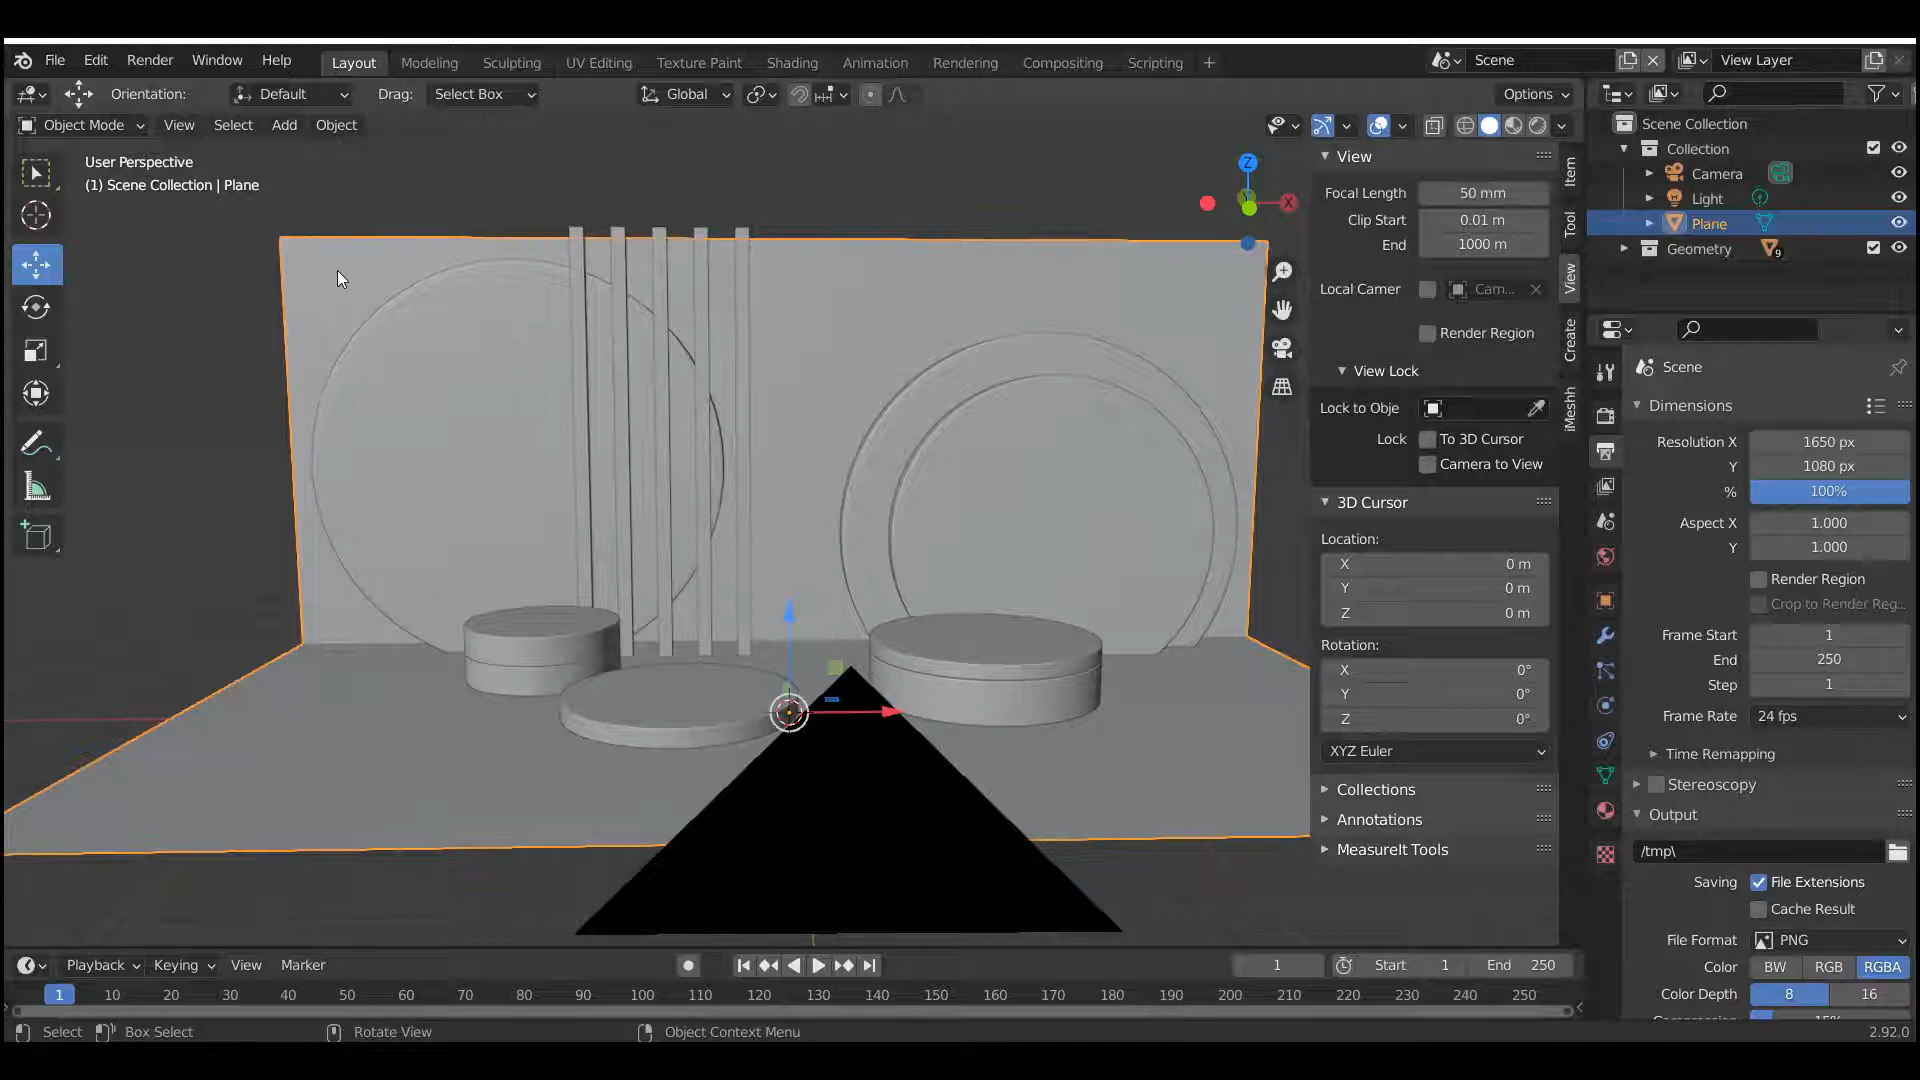 File Edit Render Window Help Layout Modeling Sculpting UV Editing Texture Paint Shading Animation Rendering Compositing Scripting + Scene View Layer
Orientation: Default Drag: Select Box Global Options
Object Mode View Select Add Object
User Perspective
(1) Scene Collection | Plane
Z
X
View
Focal Length 50 mm
Clip Start 0.01 m
End 1000 m
Local Camer Cam...
Render Region
View Lock
Lock to Obje
Lock To 3D Cursor
Camera to View
3D Cursor
Location:
X 0 m
Y 0 m
Z 0 m
Rotation:
X 0°
Y 0°
Z 0°
XYZ Euler
Collections
Annotations
MeasureIt Tools
Item
Tool
View
Create
iMeshh
Scene Collection
Collection
Camera
Light
Plane
Geometry 9
Scene
Dimensions
Resolution X 1650 px
Y 1080 px
% 100%
Aspect X 1.000
Y 1.000
Render Region
Crop to Render Reg...
Frame Start 1
End 250
Step 1
Frame Rate 24 fps
Time Remapping
Stereoscopy
Output
/tmp\
Saving File Extensions
Cache Result
File Format PNG
Color BW RGB RGBA
Color Depth 8 16
Playback Keying View Marker 1 Start 1 End 250
1 10 20 30 40 50 60 70 80 90 100 110 120 130 140 150 160 170 180 190 200 210 220 230 240 250
Select Box Select Rotate View Object Context Menu 2.92.0